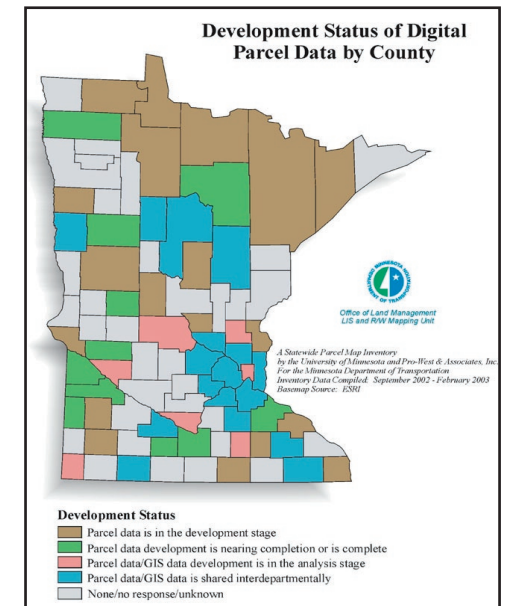 Development Status of Digital
Parcel Data by County
MINNESOTA DEPARTMENT OF TRANSPORTATION
Office of Land Management
LIS and R/W Mapping Unit
A Statewide Parcel Map Inventory
by the University of Minnesota and Pro-West & Associates, Inc.
For the Minnesota Department of Transportation
Inventory Data Compiled: September 2002 - February 2003
Basemap Source: ESRI
Development Status
Parcel data is in the development stage
Parcel data development is nearing completion or is complete
Parcel data/GIS data development is in the analysis stage
Parcel data/GIS data is shared interdepartmentally
None/no response/unknown